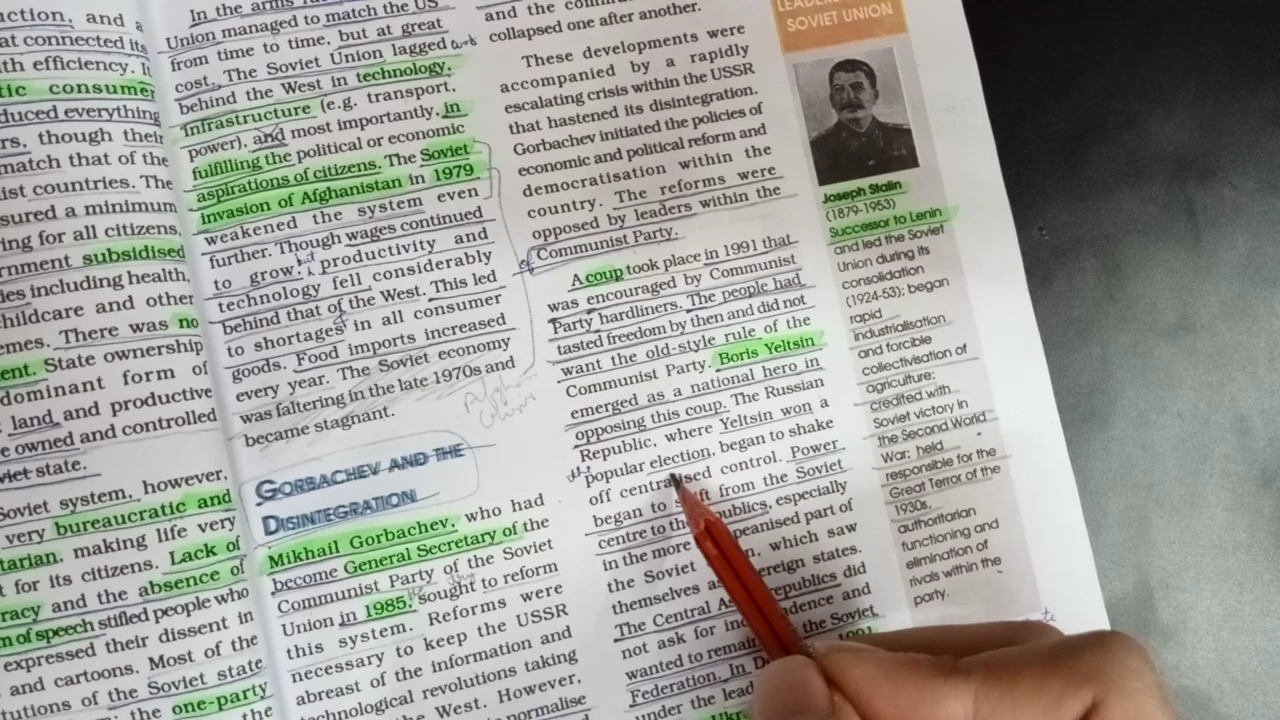 uction, and a
at connected its
th efficiency. It
tic consumer
duced everything
rs, though their
match that of the
list countries. The
sured a minimum
ring for all citizens,
rnment subsidised
es including health,
hildcare and other
emes. There was no
ent. State ownership
dominant form of
land and productive
e owned and controlled
viet state.
oviet system, however,
very bureaucratic and
tarian, making life very
t for its citizens. Lack of
racy and the absence of
m of speech stifled people who
expressed their dissent in
and cartoons. Most of the
tutions of the Soviet state
the one-party
the
In the arms
Union managed to match the US
from time to time, but at great
cost. The Soviet Union lagged
behind the West in technology,
infrastructure (e.g. transport,
power), and most importantly, in
fulfilling the political or economic
aspirations of citizens. The Soviet
invasion of Afghanistan in 1979
weakened the system even
further. Though wages continued
but
to grow, productivity and
technology fell considerably
behind that of the West. This led
to shortages in all consumer
goods. Food imports increased
every year. The Soviet economy
was faltering in the late 1970s and
became stagnant.
Afghan
GORBACHEV AND THE
DISINTEGRATION
Mikhail Gorbachev, who had
become General Secretary of the
Communist Party of the Soviet
Union in 1985, sought to reform
this system. Reforms were
necessary to keep the USSR
abreast of the information and
technological revolutions taking
the West. However,
normalise
and the
collapsed one after another.
These developments were
accompanied by a rapidly
escalating crisis within the USSR
that hastened its disintegration.
Gorbachev initiated the policies of
economic and political reform and
democratisation within the
country. The reforms were
opposed by leaders within the
Communist Party.
A coup took place in 1991 that
was encouraged by Communist
Party hardliners. The people had
tasted freedom by then and did not
want the old-style rule of the
Communist Party. Boris Yeltsin
emerged as a national hero in
opposing this coup. The Russian
Republic, where Yeltsin won a
popular election, began to shake
off centralised control. Power
began to shift from the Soviet
centre to the republics, especially
in the more peanised part of
the Soviet n, which saw
themselves as ereign states.
The Central As republics did
not ask for ind ndence and
wanted to remain the Soviet
Federation. In D 1991
under the lead
Ukr
LEADERS
SOVIET UNION
Joseph Stalin
(1879-1953)
Successor to Lenin
and led the Soviet
Union during its
consolidation
(1924-53); began
rapid
industrialisation
and forcible
collectivisation of
agriculture;
credited with
Soviet victory in
the Second World
War; held
responsible for the
Great Terror of the
1930s,
authoritarian
functioning and
elimination of
rivals within the
party.